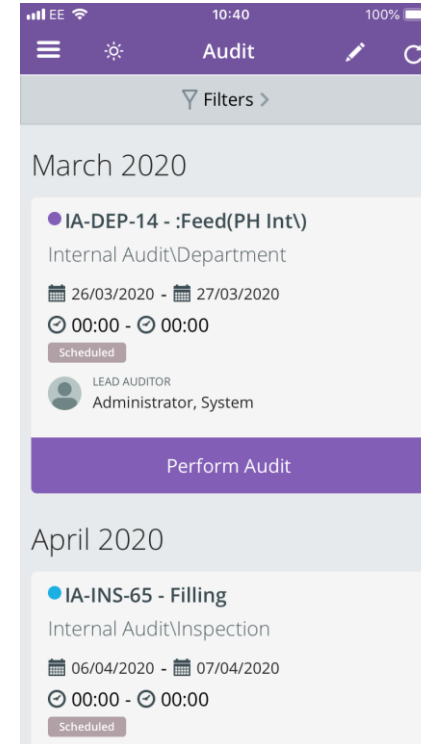 EE 10:40 100%
Audit
Filters
March 2020
IA-DEP-14 - :Feed(PH Int\)
Internal Audit\Department
26/03/2020 - 27/03/2020
00:00 - 00:00
Scheduled
LEAD AUDITOR
Administrator, System
Perform Audit
April 2020
IA-INS-65 - Filling
Internal Audit\Inspection
06/04/2020 - 07/04/2020
00:00 - 00:00
Scheduled